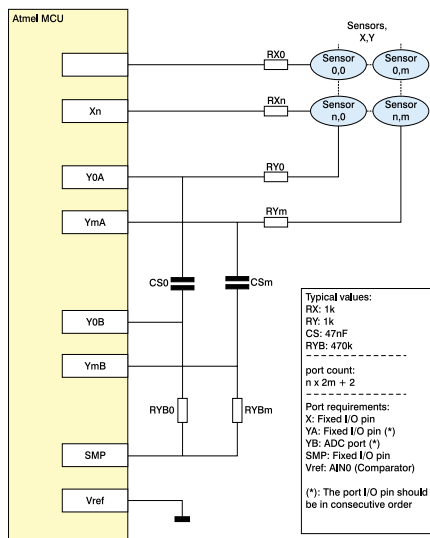 Atmel MCU
Sensors,
X,Y
RX0
Sensor
0,0
Sensor
0,m
Xn
RXn
Sensor
n,0
Sensor
n,m
Y0A
RY0
YmA
RYm
CS0
CSm
Y0B
YmB
RYB0
RYBm
SMP
Vref
Typical values:
RX: 1k
RY: 1k
CS: 47nF
RYB: 470k
port count:
n x 2m + 2
Port requirements:
X: Fixed I/O pin
YA: Fixed I/O pin (*)
YB: ADC port (*)
SMP: Fixed I/O pin
Vref: AIN0 (Comparator)
(*): The port I/O pin should
be in consecutive order